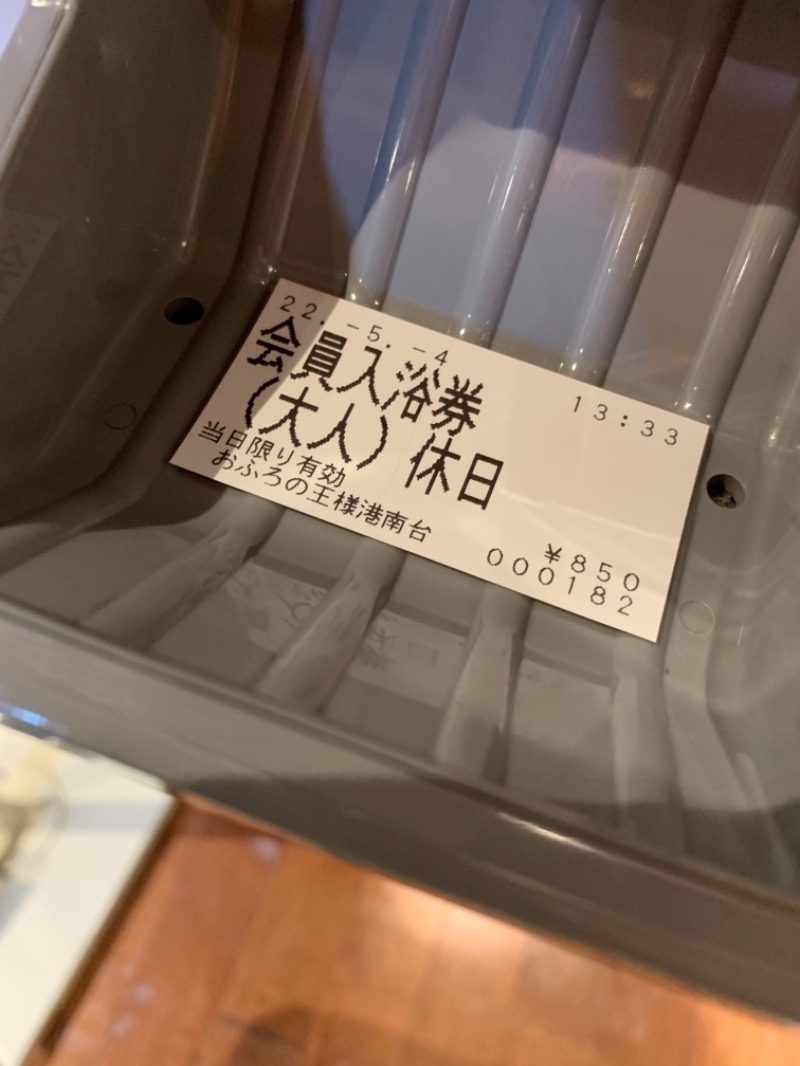 22.-5.-4 13:33
会員入浴券
(大人)休日
当日限り有効
おふろの王様港南台
¥850
000182